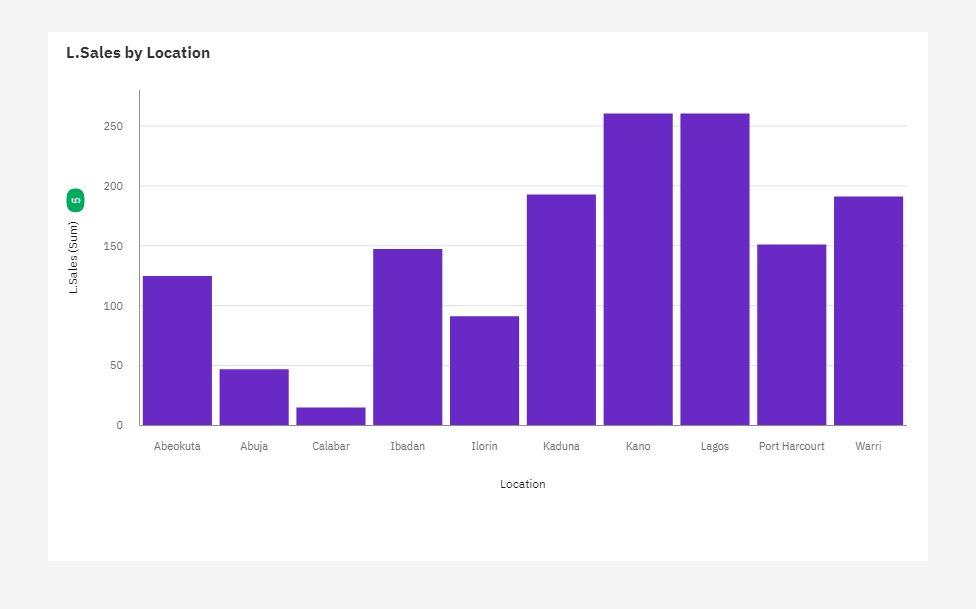 L.Sales by Location
L.Sales (Sum)
250
200
150
100
50
0
Abeokuta Abuja Calabar Ibadan Ilorin Kaduna Kano Lagos Port Harcourt Warri
Location